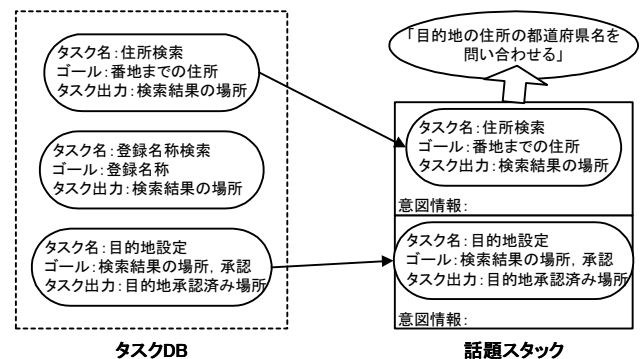 タスク名:住所検索
ゴール:番地までの住所
タスク出力:検索結果の場所
タスク名:登録名称検索
ゴール:登録名称
タスク出力:検索結果の場所
タスク名:目的地設定
ゴール:検索結果の場所, 承認
タスク出力:目的地承認済み場所
タスクDB
「目的地の住所の都道府県名を
問い合わせる」
タスク名:住所検索
ゴール:番地までの住所
タスク出力:検索結果の場所
意図情報:
タスク名:目的地設定
ゴール:検索結果の場所, 承認
タスク出力:目的地承認済み場所
意図情報:
話題スタック